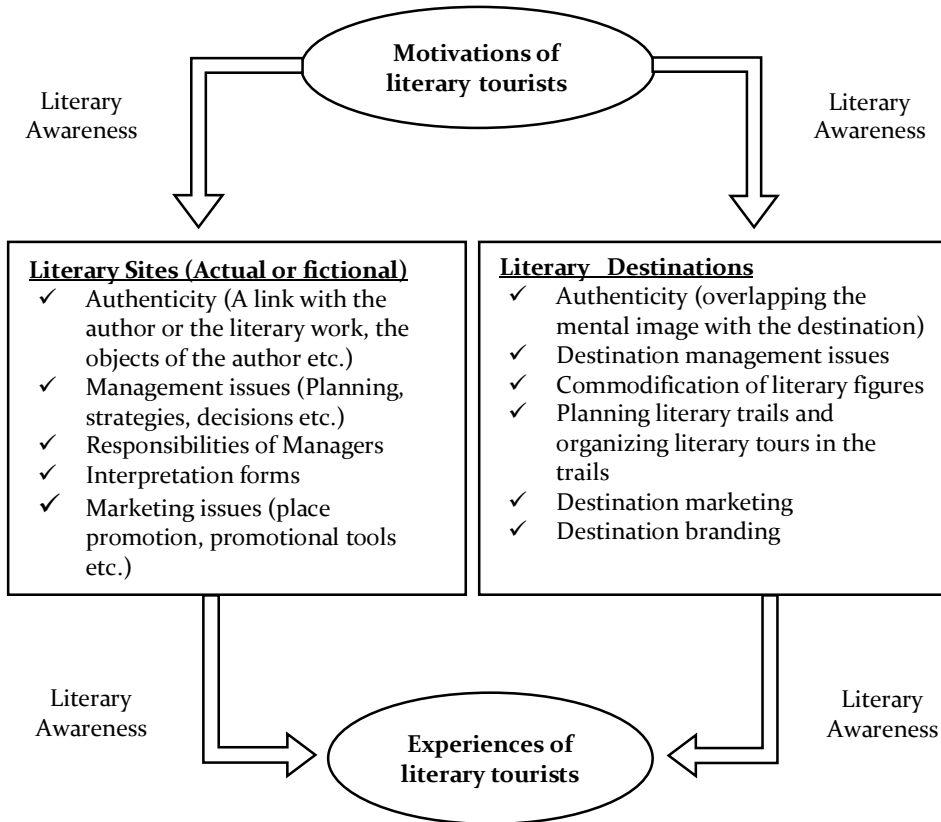 Motivations of
literary tourists
Literary
Awareness
Literary
Awareness
Literary Sites (Actual or fictional)
✓ Authenticity (A link with the
author or the literary work, the
objects of the author etc.)
✓ Management issues (Planning,
strategies, decisions etc.)
✓ Responsibilities of Managers
✓ Interpretation forms
✓ Marketing issues (place
promotion, promotional tools
etc.)
Literary Destinations
✓ Authenticity (overlapping the
mental image with the destination)
✓ Destination management issues
✓ Commodification of literary figures
✓ Planning literary trails and
organizing literary tours in the
trails
✓ Destination marketing
✓ Destination branding
Literary
Awareness
Literary
Awareness
Experiences of
literary tourists